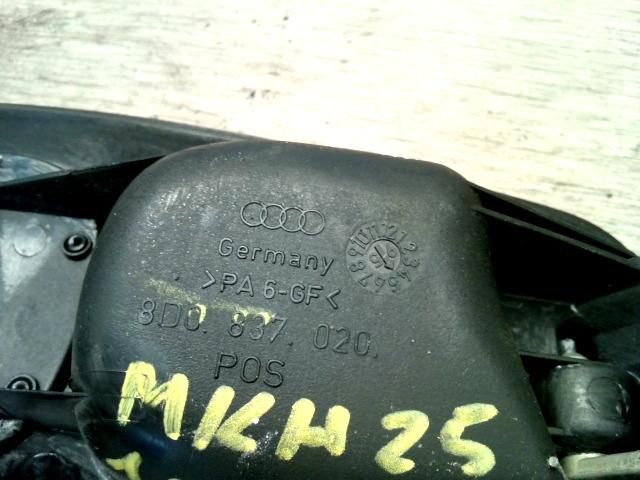 Germany
>PA 6-GF<
8D0. 837. 020.
POS
MKH 25